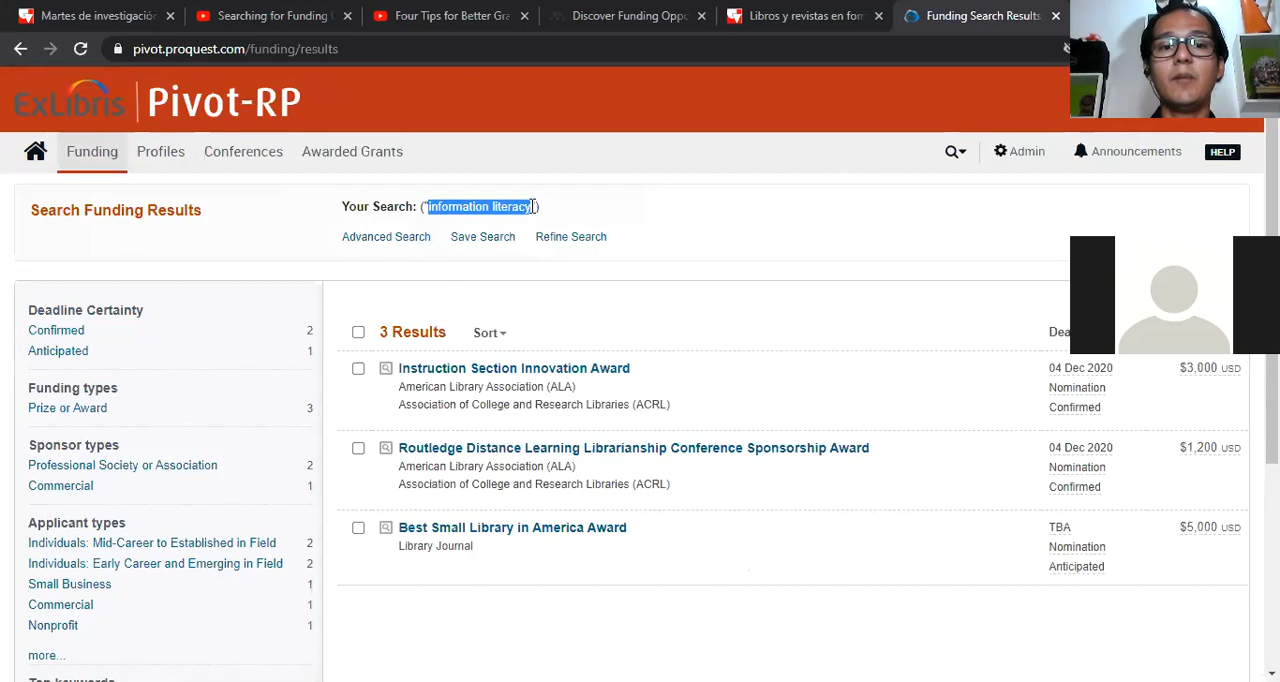 Martes de investigación
Searching for Funding
Four Tips for Better Gra
Discover Funding Oppo
Libros y revistas en forn
Funding Search Results
pivot.proquest.com/funding/results
ExLibris Pivot-RP
Funding Profiles Conferences Awarded Grants Admin Announcements HELP
Search Funding Results
Your Search: ("information literacy")
Advanced Search Save Search Refine Search
Deadline Certainty
Confirmed 2
Anticipated 1
Funding types
Prize or Award 3
Sponsor types
Professional Society or Association 2
Commercial 1
Applicant types
Individuals: Mid-Career to Established in Field 2
Individuals: Early Career and Emerging in Field 2
Small Business 1
Commercial 1
Nonprofit 1
more...
3 Results Sort Dea
Instruction Section Innovation Award
American Library Association (ALA)
Association of College and Research Libraries (ACRL)
04 Dec 2020
Nomination
Confirmed
$3,000 USD
Routledge Distance Learning Librarianship Conference Sponsorship Award
American Library Association (ALA)
Association of College and Research Libraries (ACRL)
04 Dec 2020
Nomination
Confirmed
$1,200 USD
Best Small Library in America Award
Library Journal
TBA
Nomination
Anticipated
$5,000 USD